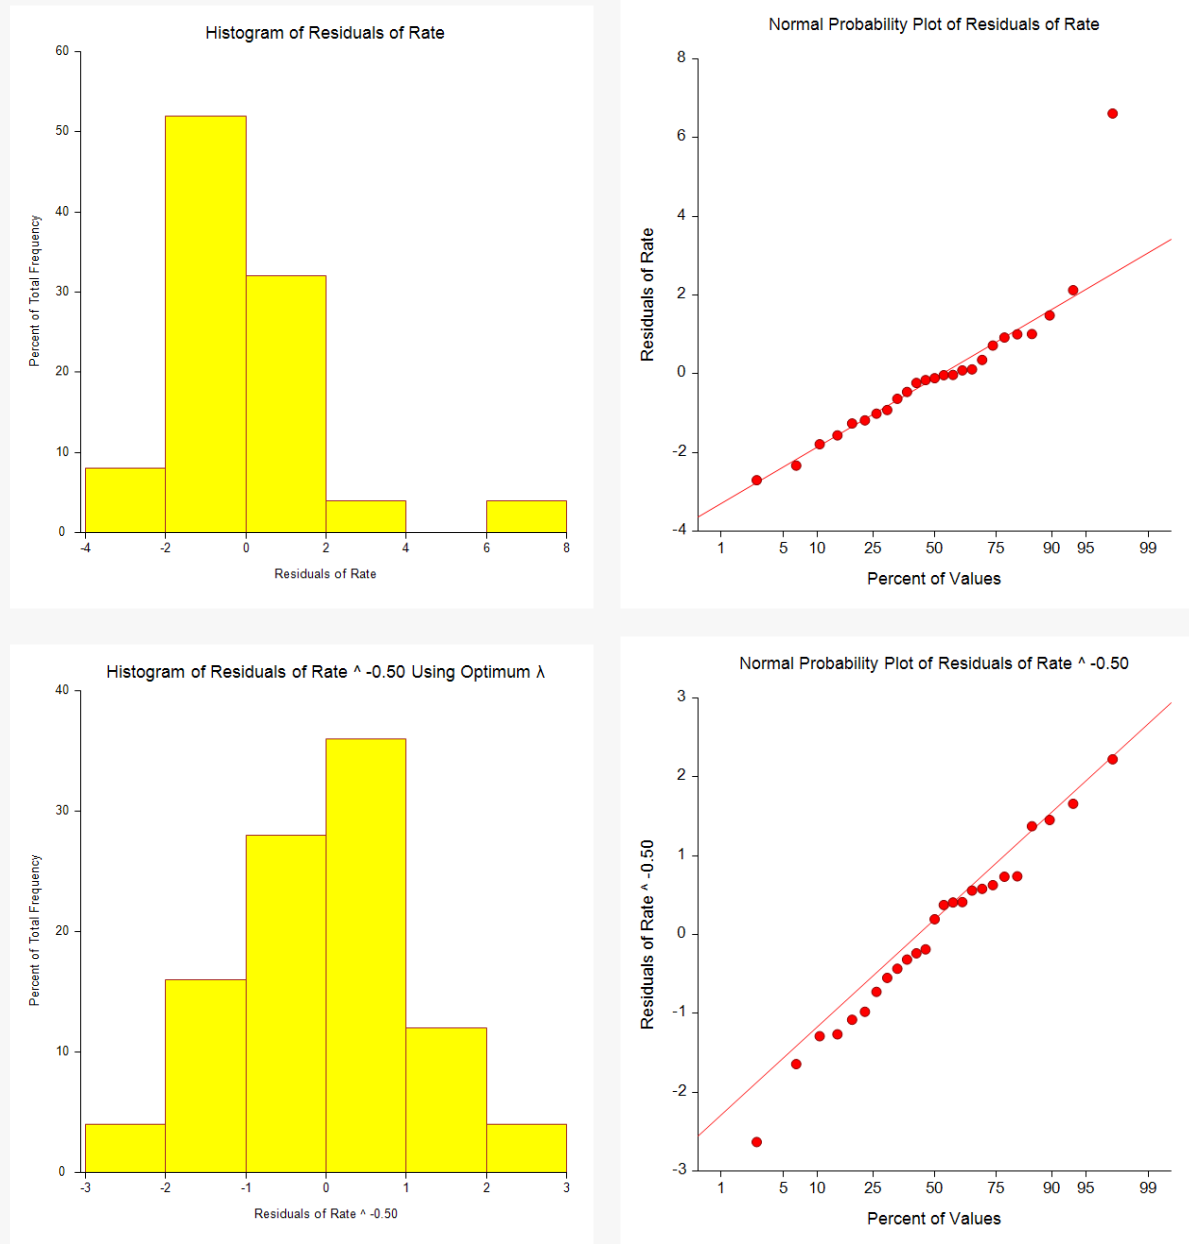 Histogram of Residuals of Rate
60
50
40
30
20
10
0
Percent of Total Frequency
-4 -2 0 2 4 6 8
Residuals of Rate
Normal Probability Plot of Residuals of Rate
8
6
4
2
0
-2
-4
Residuals of Rate
1 5 10 25 50 75 90 95 99
Percent of Values
Histogram of Residuals of Rate ^ -0.50 Using Optimum λ
40
30
20
10
0
Percent of Total Frequency
-3 -2 -1 0 1 2 3
Residuals of Rate ^ -0.50
Normal Probability Plot of Residuals of Rate ^ -0.50
3
2
1
0
-1
-2
-3
Residuals of Rate ^ -0.50
1 5 10 25 50 75 90 95 99
Percent of Values